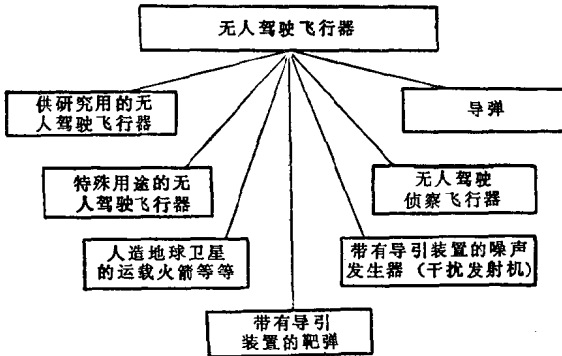 无人驾驶飞行器
供研究用的无
人驾驶飞行器
导弹
特殊用途的无
人驾驶飞行器
无人驾驶
侦察飞行器
人造地球卫星
的运载火箭等等
带有导引装置的噪声
发生器（干扰发射机）
带有导引
装置的靶弹